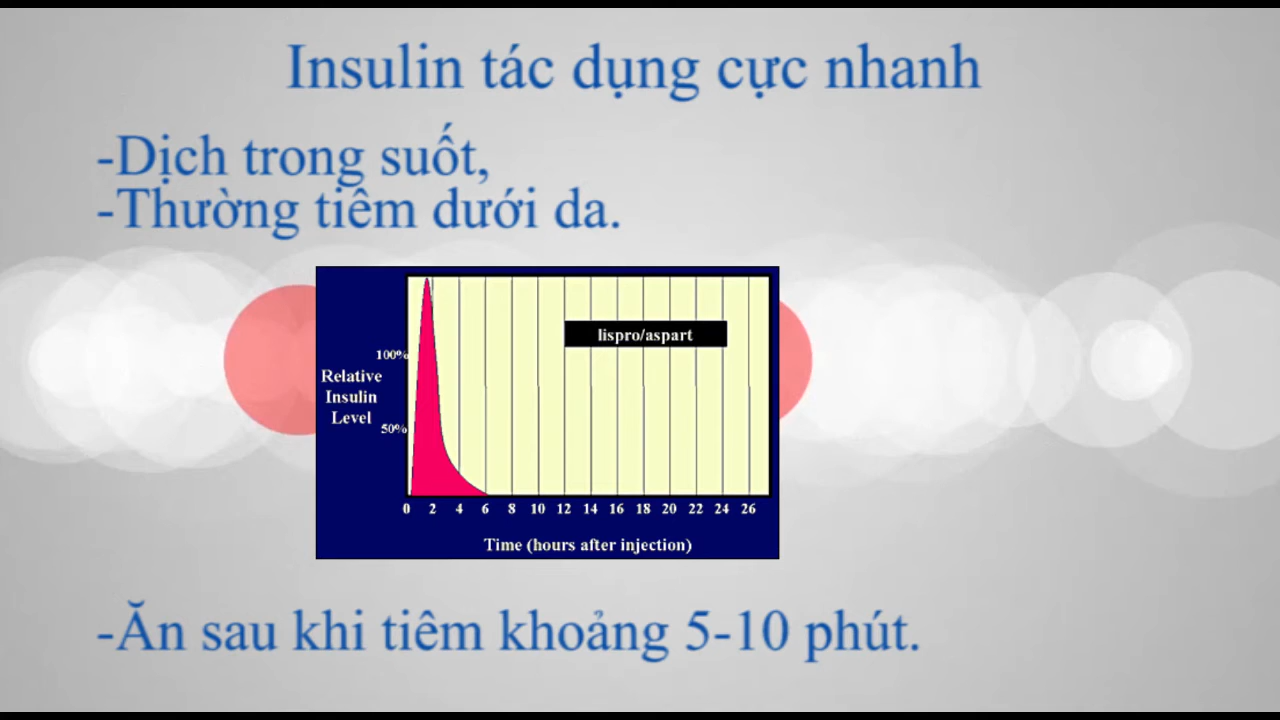 Insulin tác dụng cực nhanh
-Dịch trong suốt,
-Thường tiêm dưới da.
lispro/aspart
100%
Relative
Insulin
Level
50%
0 2 4 6 8 10 12 14 16 18 20 22 24 26
Time (hours after injection)
-Ăn sau khi tiêm khoảng 5-10 phút.